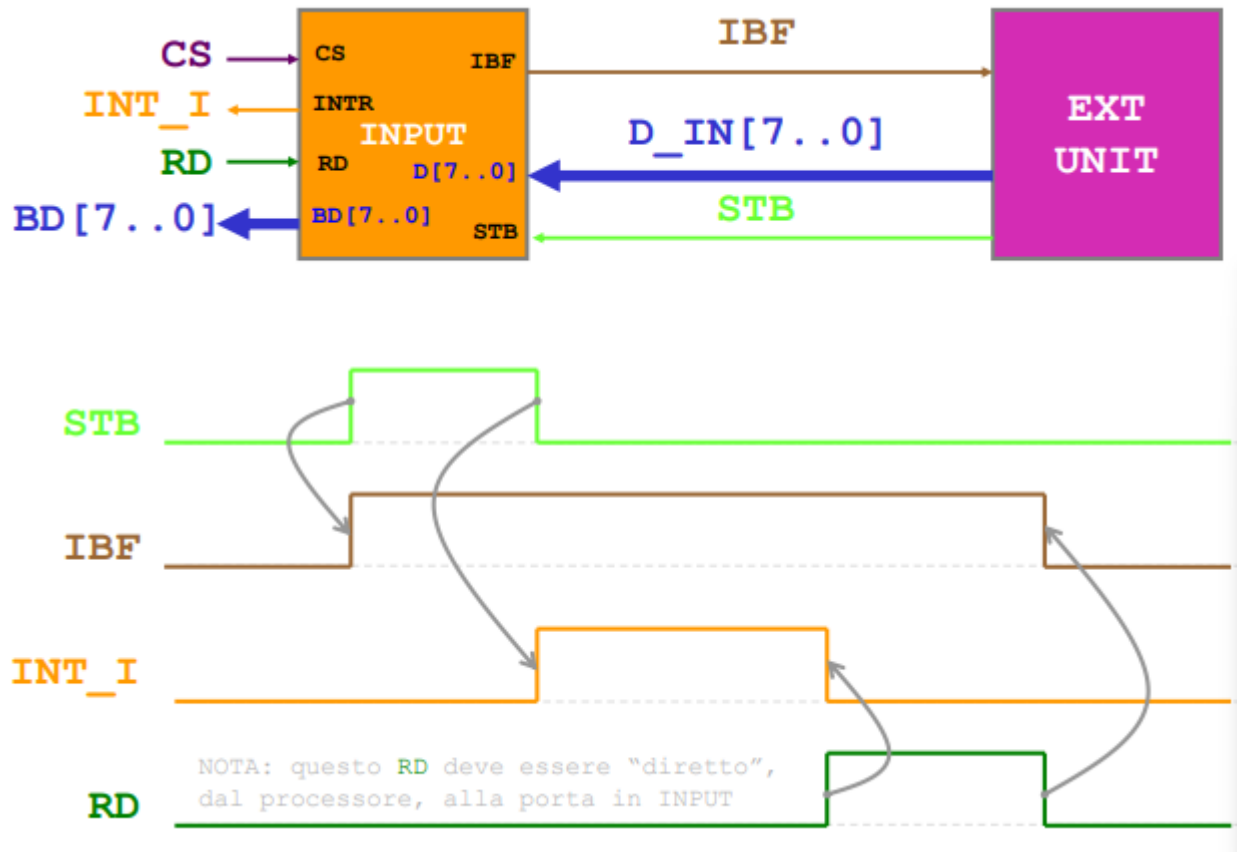 CS
INT_I
RD
BD[7..0]
CS
INTR
INPUT
RD
BD[7..0]
IBF
D[7..0]
STB
IBF
D_IN[7..0]
STB
EXT
UNIT
STB
IBF
INT_I
NOTA: questo RD deve essere “diretto”,
dal processore, alla porta in INPUT
RD